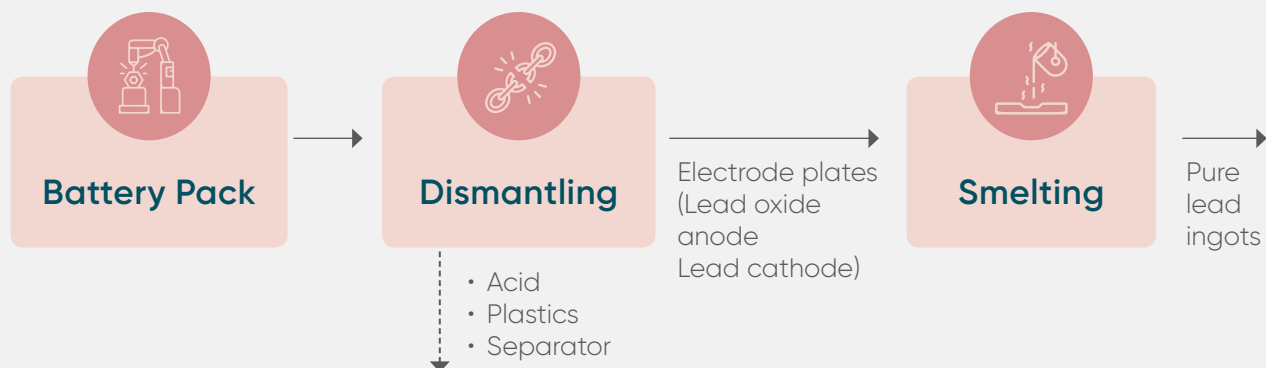 Battery Pack
Dismantling
Electrode plates
(Lead oxide
anode
Lead cathode)
Smelting
Pure
lead
ingots
• Acid
• Plastics
• Separator